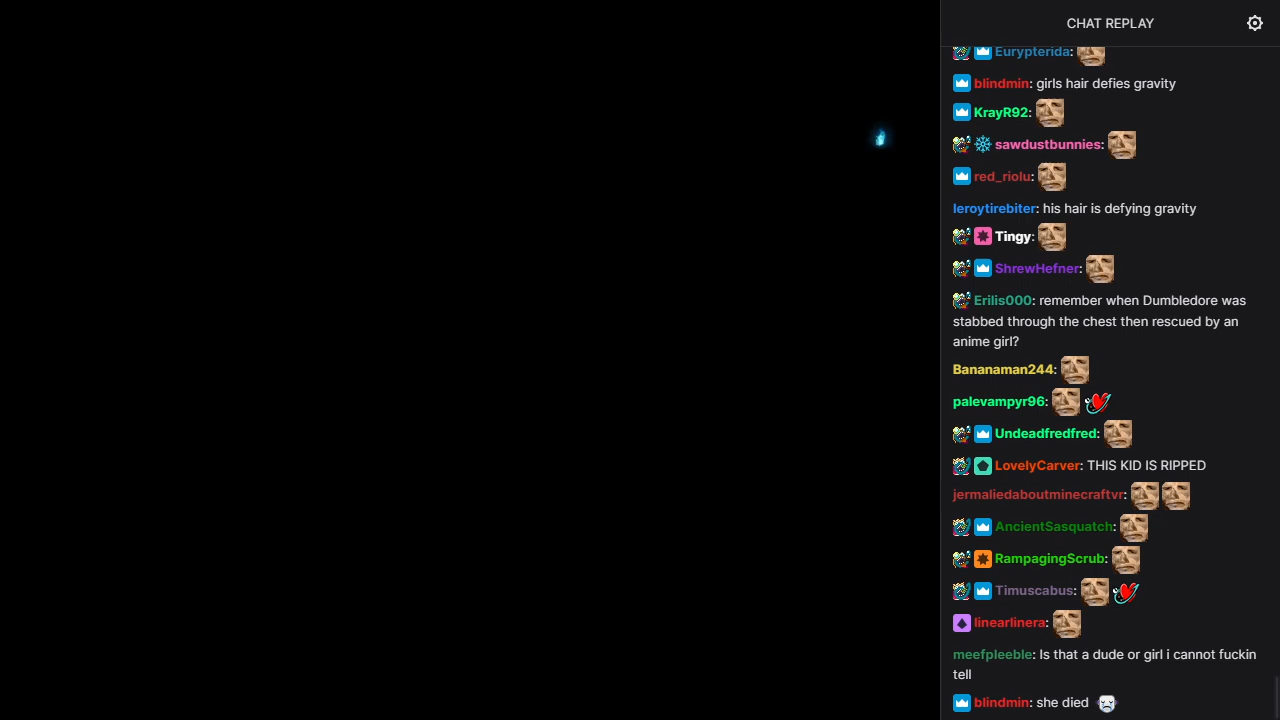 CHAT REPLAY
Eurypterida:
blindmin: girls hair defies gravity
KrayR92:
sawdustbunnies:
red_riolu:
leroytirebiter: his hair is defying gravity
Tingy:
ShrewHefner:
Erilis000: remember when Dumbledore was
stabbed through the chest then rescued by an
anime girl?
Bananaman244:
palevampyr96:
Undeadfredfred:
LovelyCarver: THIS KID IS RIPPED
jermaliedaboutminecraftvr:
AncientSasquatch:
RampagingScrub:
Timuscabus:
linearlinera:
meefpleeble: Is that a dude or girl i cannot fuckin
tell
blindmin: she died